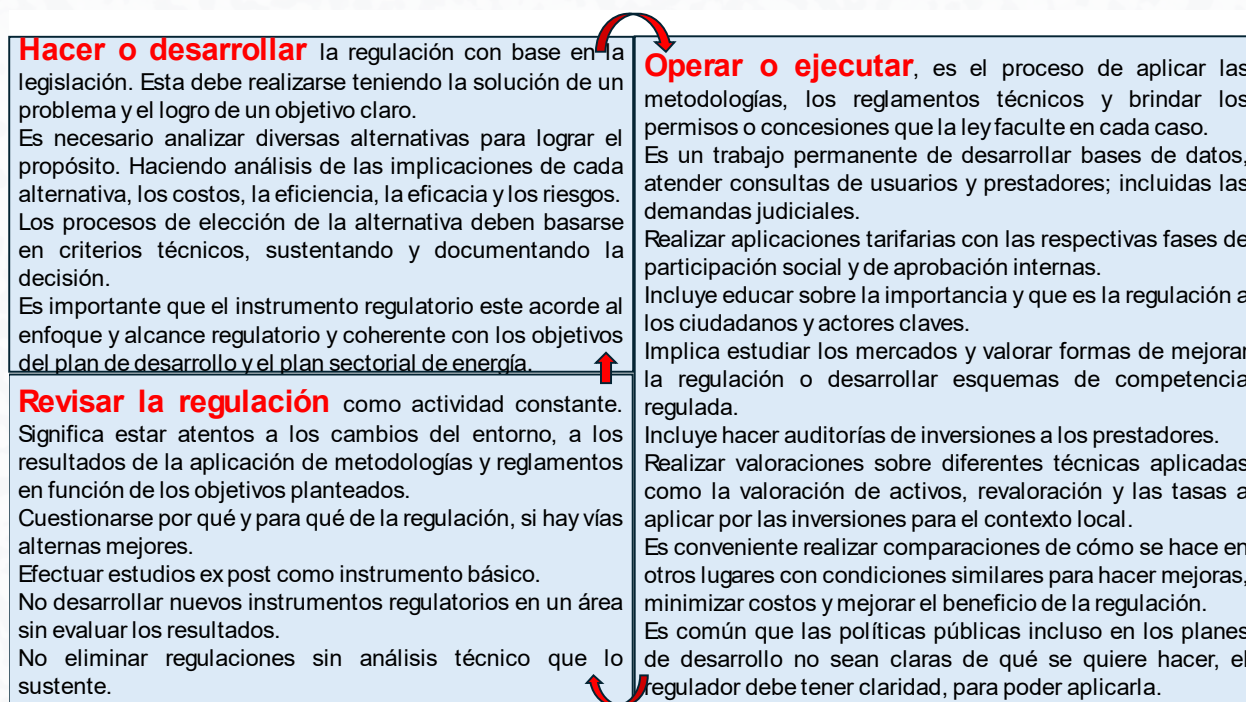 Hacer o desarrollar la regulación con base en la
legislación. Esta debe realizarse teniendo la solución de un
problema y el logro de un objetivo claro.
Es necesario analizar diversas alternativas para lograr el
propósito. Haciendo análisis de las implicaciones de cada
alternativa, los costos, la eficiencia, la eficacia y los riesgos.
Los procesos de elección de la alternativa deben basarse
en criterios técnicos, sustentando y documentando la
decisión.
Es importante que el instrumento regulatorio este acorde al
enfoque y alcance regulatorio y coherente con los objetivos
del plan de desarrollo y el plan sectorial de energía.
Revisar la regulación como actividad constante.
Significa estar atentos a los cambios del entorno, a los
resultados de la aplicación de metodologías y reglamentos
en función de los objetivos planteados.
Cuestionarse por qué y para qué de la regulación, si hay vías
alternas mejores.
Efectuar estudios ex post como instrumento básico.
No desarrollar nuevos instrumentos regulatorios en un área
sin evaluar los resultados.
No eliminar regulaciones sin análisis técnico que lo
sustente.
Operar o ejecutar, es el proceso de aplicar las
metodologías, los reglamentos técnicos y brindar los
permisos o concesiones que la ley faculte en cada caso.
Es un trabajo permanente de desarrollar bases de datos,
atender consultas de usuarios y prestadores; incluidas las
demandas judiciales.
Realizar aplicaciones tarifarias con las respectivas fases de
participación social y de aprobación internas.
Incluye educar sobre la importancia y que es la regulación a
los ciudadanos y actores claves.
Implica estudiar los mercados y valorar formas de mejorar
la regulación o desarrollar esquemas de competencia
regulada.
Incluye hacer auditorías de inversiones a los prestadores.
Realizar valoraciones sobre diferentes técnicas aplicadas
como la valoración de activos, revaloración y las tasas a
aplicar por las inversiones para el contexto local.
Es conveniente realizar comparaciones de cómo se hace en
otros lugares con condiciones similares para hacer mejoras,
minimizar costos y mejorar el beneficio de la regulación.
Es común que las políticas públicas incluso en los planes
de desarrollo no sean claras de qué se quiere hacer, el
regulador debe tener claridad, para poder aplicarla.